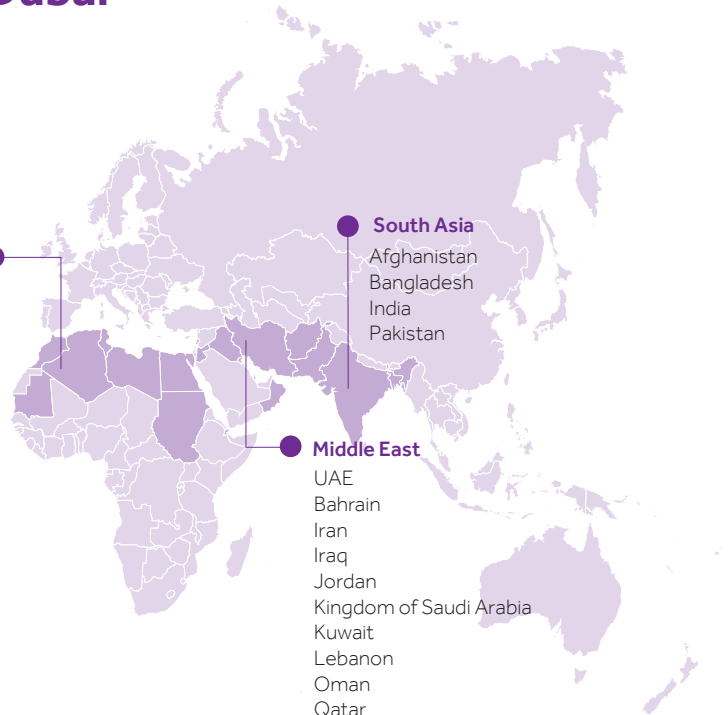 South Asia
Afghanistan
Bangladesh
India
Pakistan
Middle East
UAE
Bahrain
Iran
Iraq
Jordan
Kingdom of Saudi Arabia
Kuwait
Lebanon
Oman
Qatar